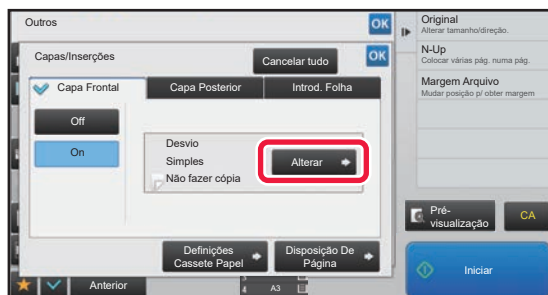 Outros
OK
Capas/Inserções
Cancelar tudo
OK
Capa Frontal
Capa Posterior
Introd. Folha
Off
On
Desvio
Simples
Não fazer cópia
Alterar
Definições
Cassete Papel
Disposição De
Página
Anterior
4 A3
Original
Alterar tamanho/direção.
N-Up
Colocar várias pág. numa pág.
Margem Arquivo
Mudar posição p/ obter margem
Pré-
visualização
CA
Iniciar